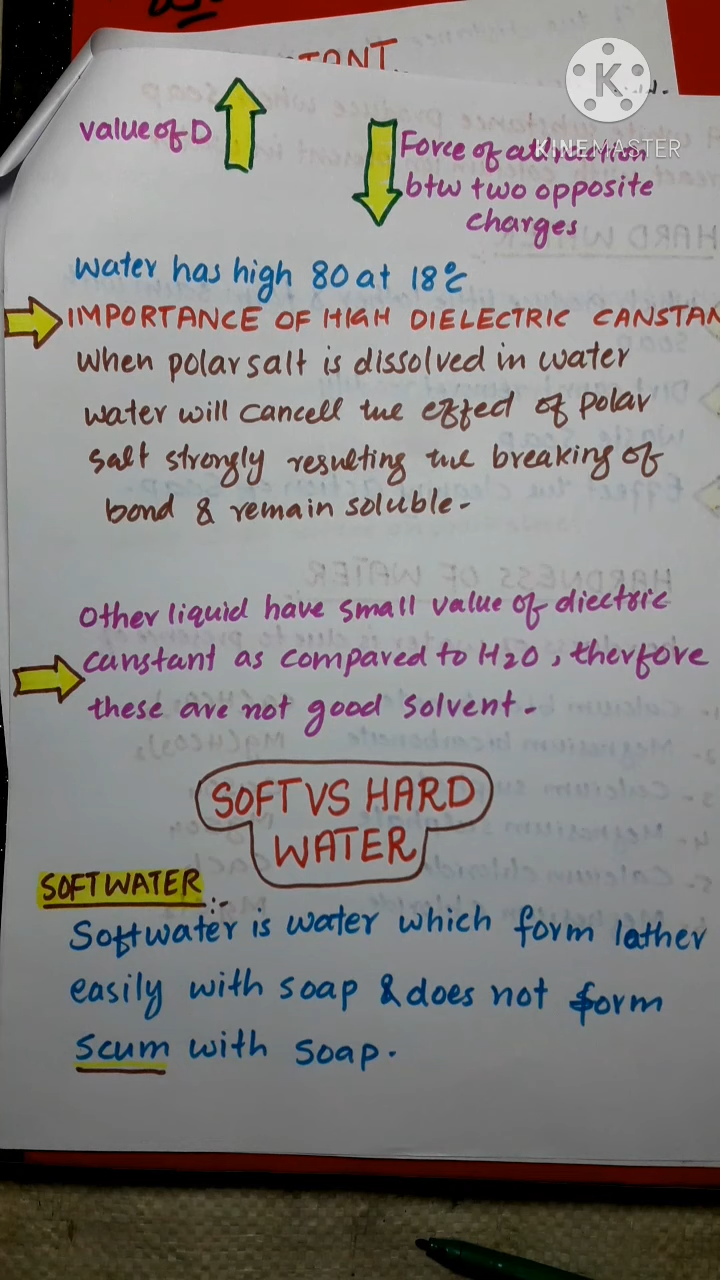 TANT
K
KINEMASTER
value of D
Force of attraction
btw two opposite
charges
Water has high 80 at 18°C
IMPORTANCE OF HIGH DIELECTRIC CANSTAN
When polar salt is dissolved in water
water will cancell the effect of Polar
salt strongly resulting the breaking of
bond & remain soluble-
Other liquid have small value of diectric
canstant as compared to H2O, therfore
these are not good solvent-
SOFT VS HARD
WATER
SOFTWATER :-
Softwater is water which form lather
easily with soap & does not form
scum with soap.